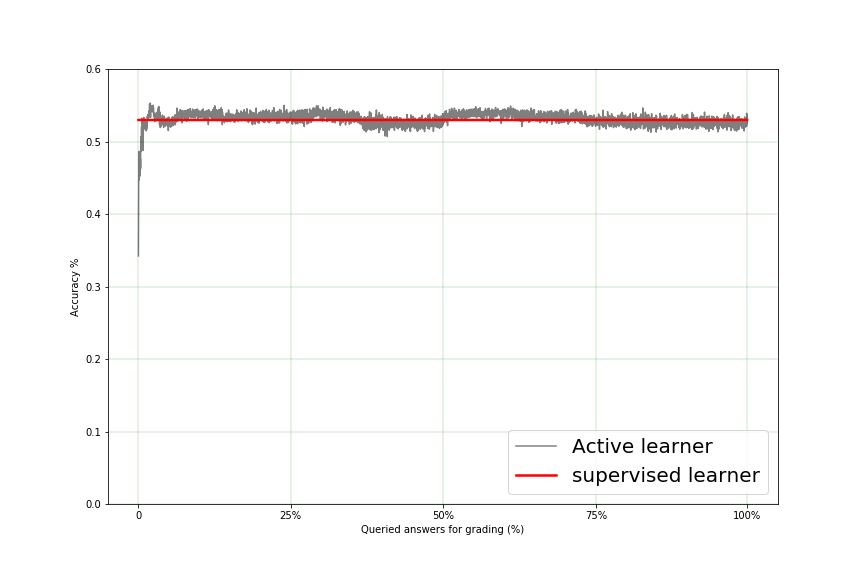 0.6
0.5
0.4
0.3
0.2
0.1
0.0
Accuracy %
0 25% 50% 75% 100%
Queried answers for grading (%)
Active learner
supervised learner